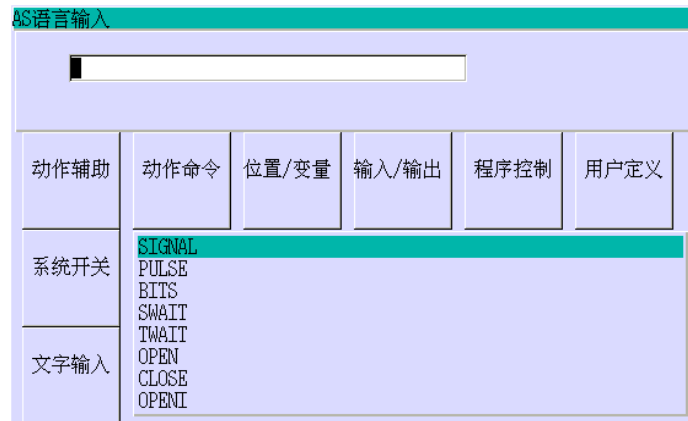 AS语言输入
动作辅助 动作命令 位置/变量 输入/输出 程序控制 用户定义
系统开关
文字输入
SIGNAL
PULSE
BITS
SWAIT
TWAIT
OPEN
CLOSE
OPENI